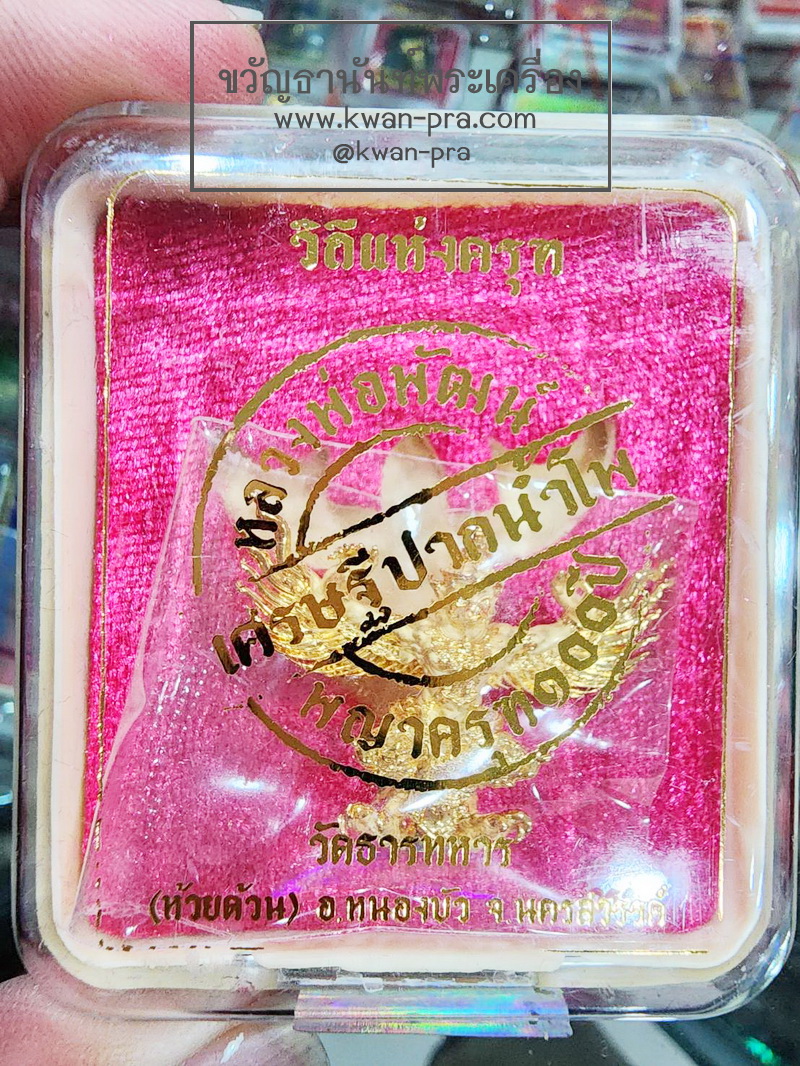 ขวัญธานันท์พระเครื่อง
www.kwan-pra.com
@kwan-pra
วิถีแห่งครุฑ
หลวงพ่อพัฒน์
เศรษฐีปากน้ำโพ
พญาครุฑ๑๐๐ปี
วัดธารทหาร
(ห้วยด้วน) อ.หนองบัว จ.นครสวรรค์